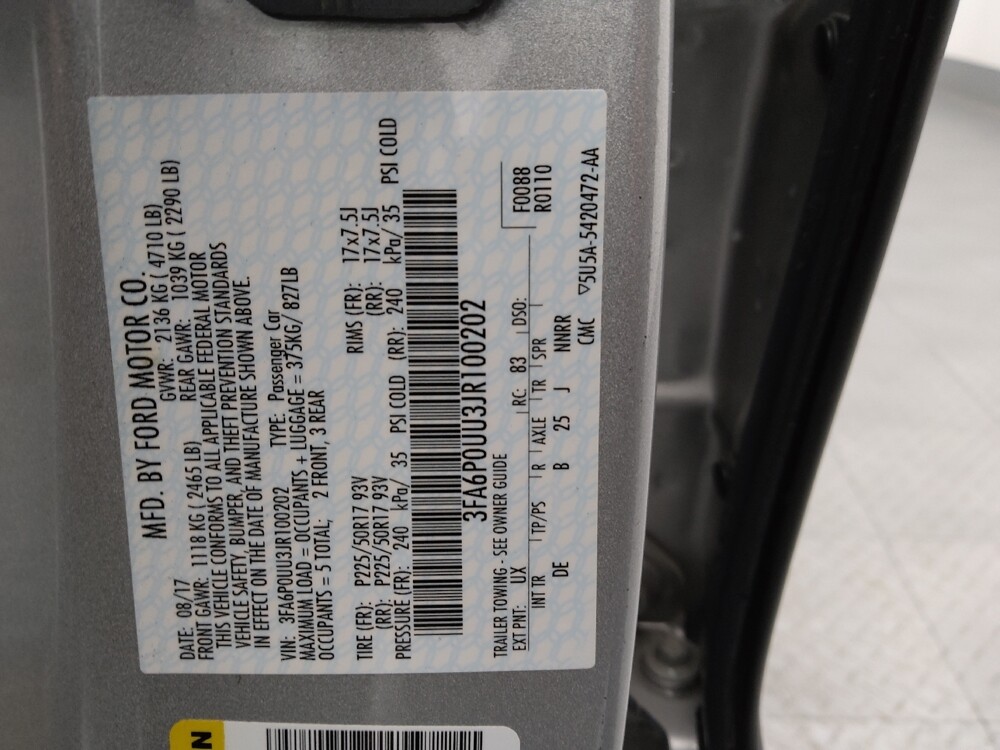 MFD. BY FORD MOTOR CO.
DATE: 08/17 GVWR: 2136 KG ( 4710 LB)
FRONT GAWR: 1118 KG ( 2465 LB) REAR GAWR: 1039 KG ( 2290 LB)
THIS VEHICLE CONFORMS TO ALL APPLICABLE FEDERAL MOTOR
VEHICLE SAFETY, BUMPER, AND THEFT PREVENTION STANDARDS
IN EFFECT ON THE DATE OF MANUFACTURE SHOWN ABOVE.
VIN: 3FA6P0UU3JR100202 TYPE: Passenger Car
MAXIMUM LOAD = OCCUPANTS + LUGGAGE = 375KG/ 827LB
OCCUPANTS = 5 TOTAL; 2 FRONT, 3 REAR
TIRE (FR): P225/50R17 93V RIMS (FR): 17x7.5J
(RR): P225/50R17 93V (RR): 17x7.5J
PRESSURE (FR): 240 kPa/ 35 PSI COLD (RR): 240 kPa/ 35 PSI COLD
3FA6P0UU3JR100202
TRAILER TOWING - SEE OWNER GUIDE
F0088
R0110
EXT PNT: UX RC: 83 DSO:
INT TR TP/PS R AXLE TR SPR
DE B 25 J NNRR
CMC ▽5U5A-5420472-AA
N